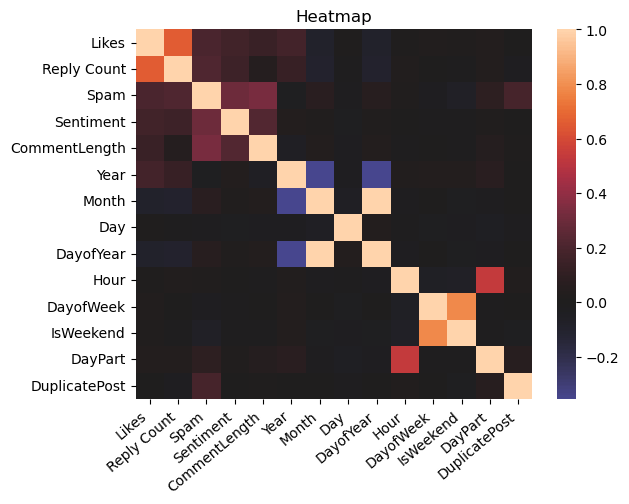 Heatmap
Likes
Reply Count
Spam
Sentiment
CommentLength
Year
Month
Day
DayofYear
Hour
DayofWeek
IsWeekend
DayPart
DuplicatePost
Likes
Reply Count
Spam
Sentiment
CommentLength
Year
Month
Day
DayofYear
Hour
DayofWeek
IsWeekend
DayPart
DuplicatePost
1.0
0.8
0.6
0.4
0.2
0.0
−0.2